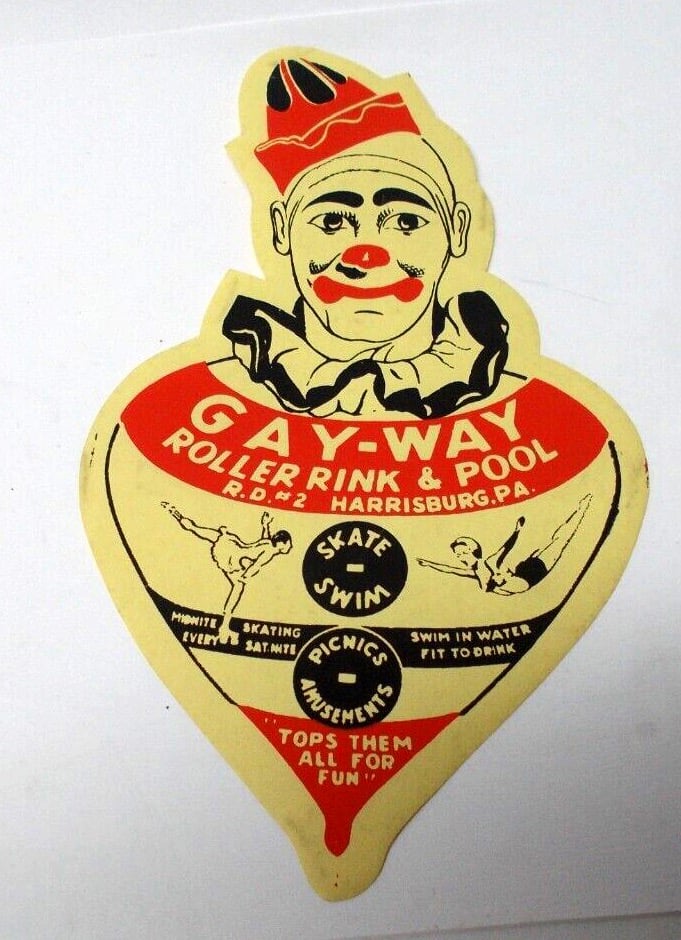 GAY-WAY
ROLLER RINK & POOL
R.D.#2 HARRISBURG, PA.
SKATE
-
SWIM
MIDNITE SKATING
EVERY SAT. NITE
SWIM IN WATER
FIT TO DRINK
PICNICS
-
AMUSEMENTS
"TOPS THEM
ALL FOR
FUN"